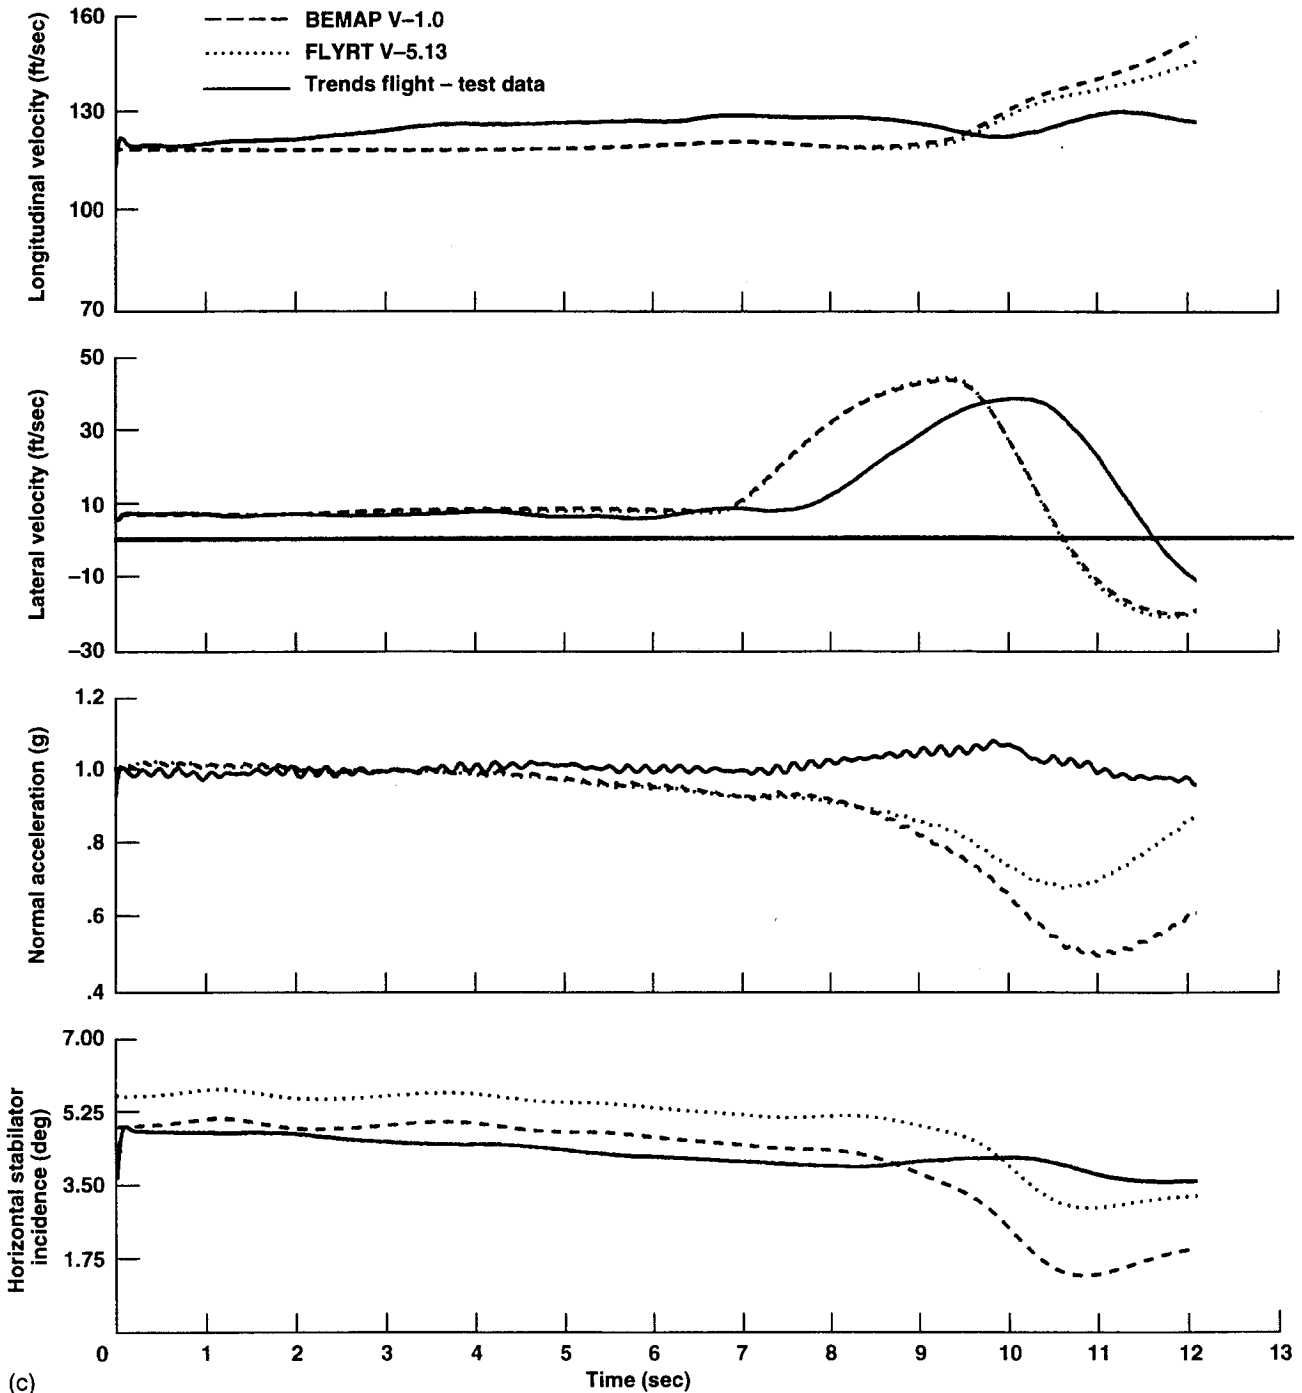 160
130
100
70
Longitudinal velocity (ft/sec)
BEMAP V–1.0
FLYRT V–5.13
Trends flight – test data
50
30
10
–10
–30
Lateral velocity (ft/sec)
1.2
1.0
.8
.6
.4
Normal acceleration (g)
7.00
5.25
3.50
1.75
Horizontal stabilator
incidence (deg)
0 1 2 3 4 5 6 7 8 9 10 11 12 13
Time (sec)
(c)